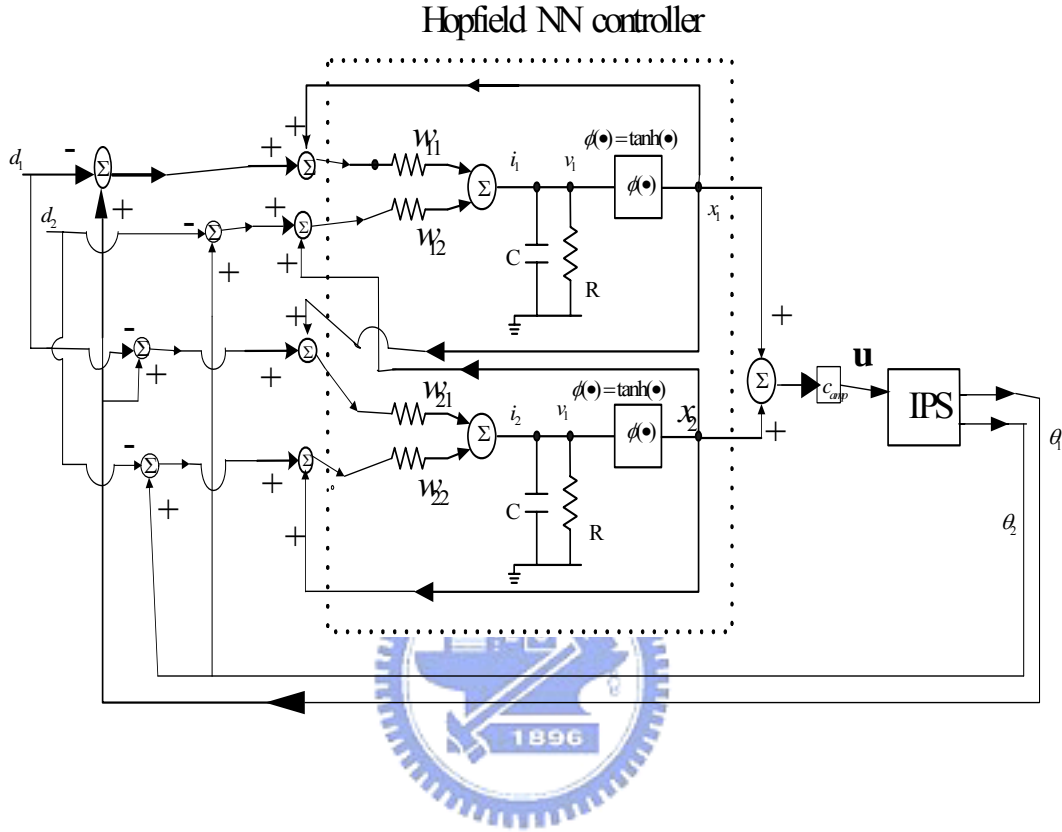 Hopfield NN controller
d₁
-
Σ
+
+
+
Σ
w₁₁
i₁
v₁
ϕ(•)=tanh(•)
ϕ(•)
x₁
Σ
d₂
-
Σ
+
+
Σ
+
w₁₂
C
R
+
-
Σ
+
+
+
Σ
w₂₁
i₂
v₁
ϕ(•)=tanh(•)
ϕ(•)
x₂
Σ
Σ
+
c_amp
u
IPS
θ₁
θ₂
-
Σ
+
+
Σ
+
w₂₂
C
R
1896